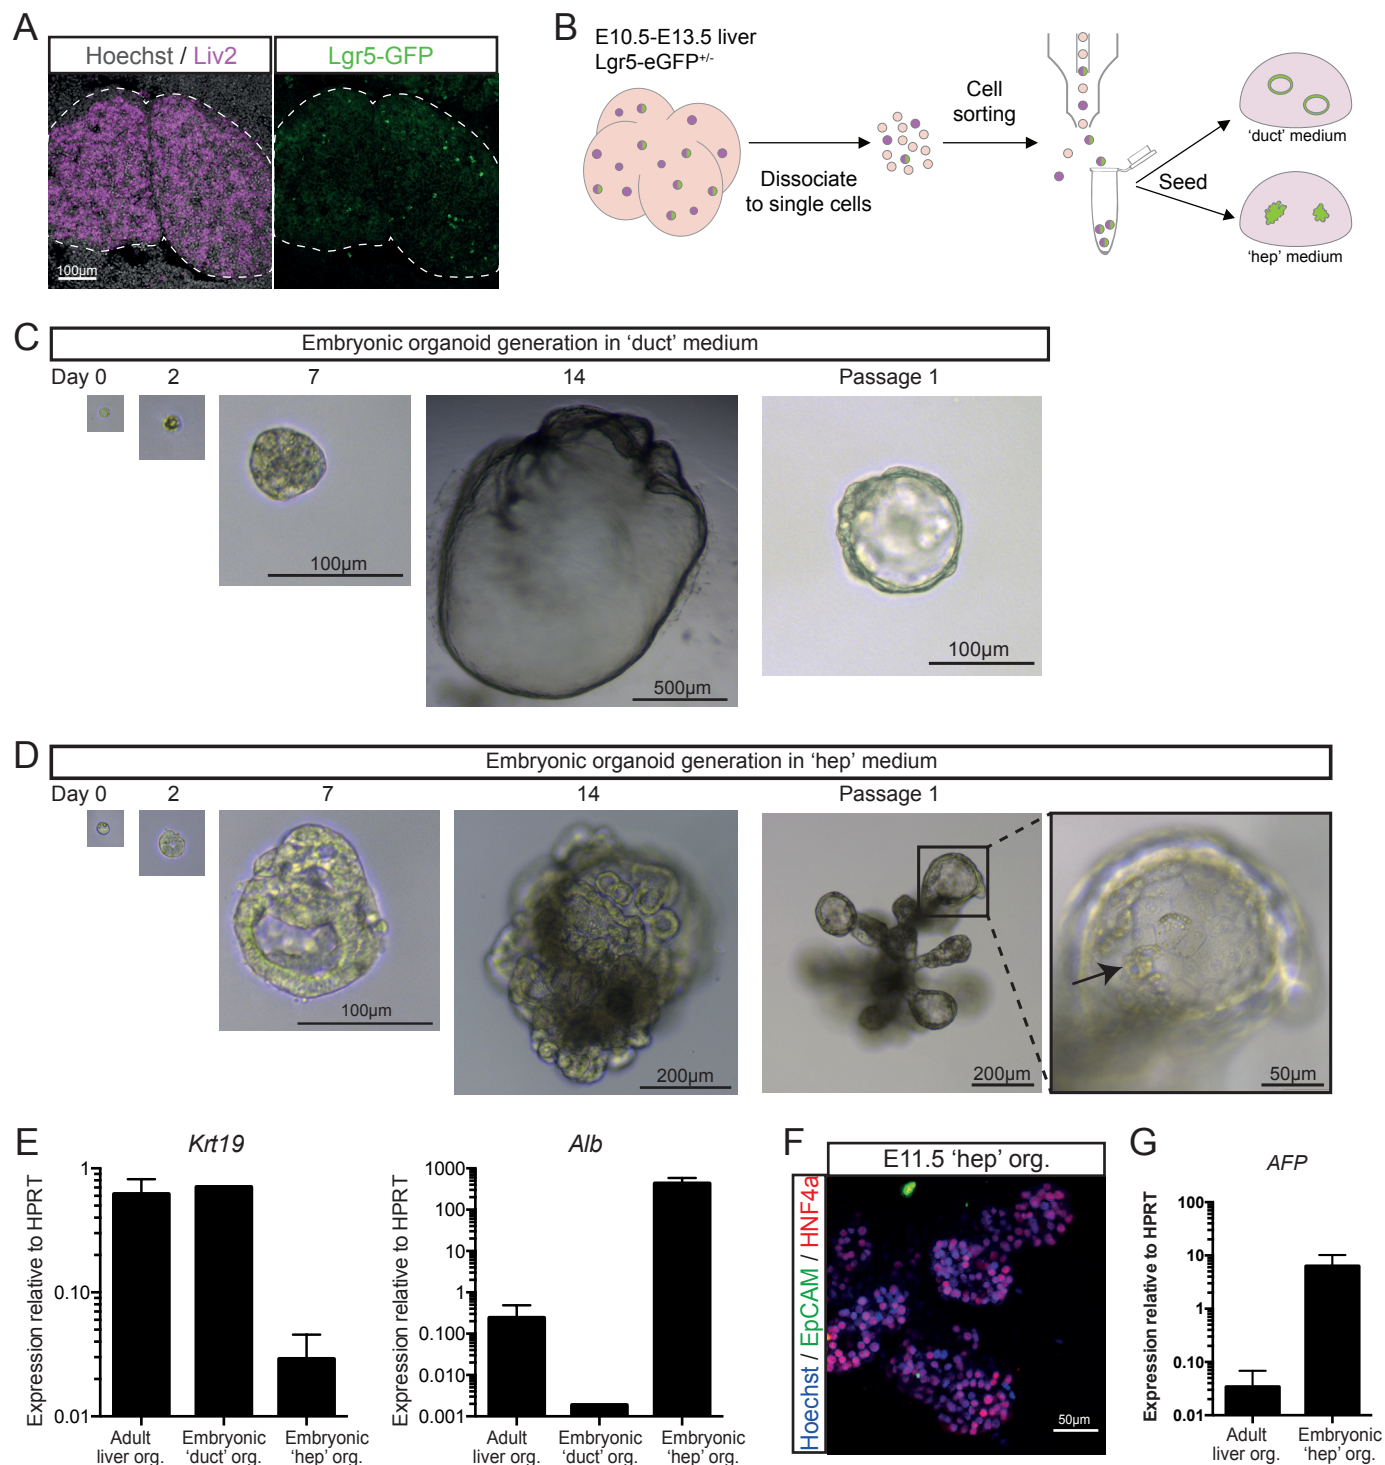 A
Hoechst / Liv2
Lgr5-GFP
100µm
B
E10.5-E13.5 liver
Lgr5-eGFP+/-
Dissociate
to single cells
Cell
sorting
Seed
'duct' medium
'hep' medium
C
Embryonic organoid generation in 'duct' medium
Day 0 2 7 14 Passage 1
100µm
500µm
100µm
D
Embryonic organoid generation in 'hep' medium
Day 0 2 7 14 Passage 1
100µm
200µm
200µm
50µm
E
Krt19
Expression relative to HPRT
1
0.10
0.01
Adult
liver org.
Embryonic
'duct' org.
Embryonic
'hep' org.
Alb
Expression relative to HPRT
1000
100
10
1
0.100
0.010
0.001
Adult
liver org.
Embryonic
'duct' org.
Embryonic
'hep' org.
F
E11.5 'hep' org.
Hoechst / EpCAM / HNF4a
50µm
G
AFP
Expression relative to HPRT
100
10
1
0.10
0.01
Adult
liver org.
Embryonic
'hep' org.